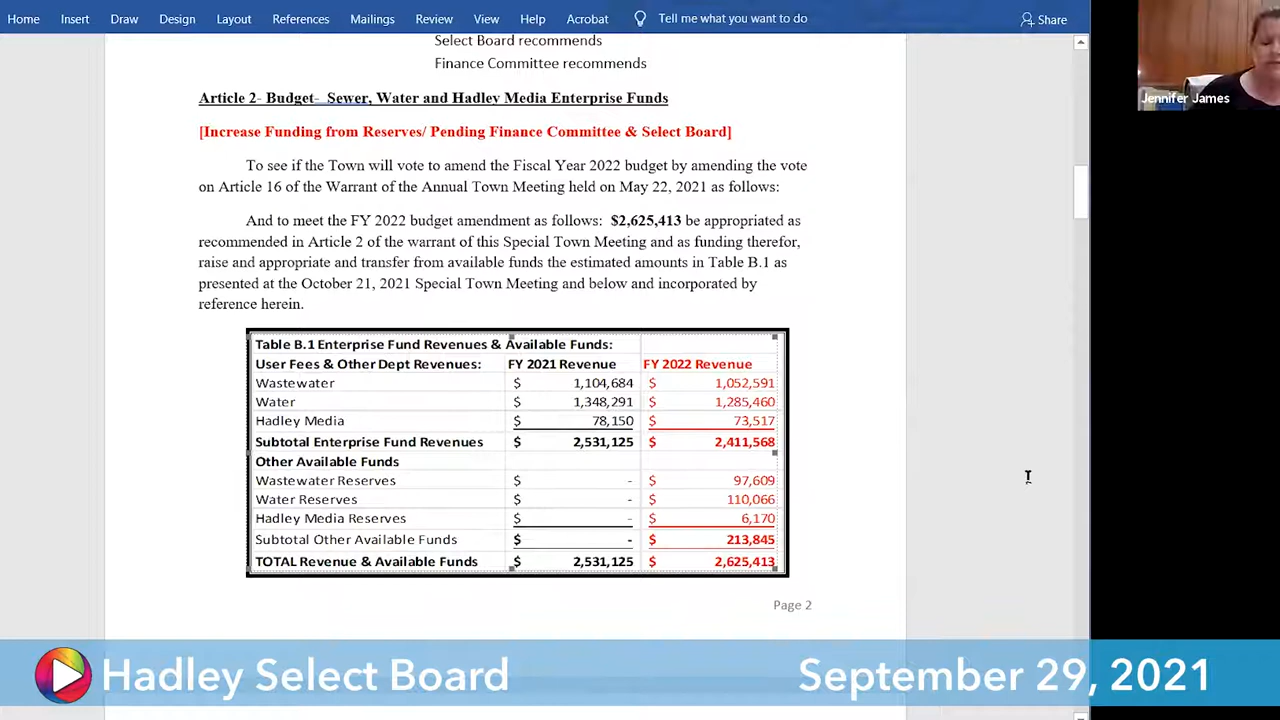 Home Insert Draw Design Layout References Mailings Review View Help Acrobat Tell me what you want to do Share
Select Board recommends
Finance Committee recommends
Jennifer James
Article 2- Budget- Sewer, Water and Hadley Media Enterprise Funds
[Increase Funding from Reserves/ Pending Finance Committee & Select Board]
To see if the Town will vote to amend the Fiscal Year 2022 budget by amending the vote
on Article 16 of the Warrant of the Annual Town Meeting held on May 22, 2021 as follows:
And to meet the FY 2022 budget amendment as follows: $2,625,413 be appropriated as
recommended in Article 2 of the warrant of this Special Town Meeting and as funding therefor,
raise and appropriate and transfer from available funds the estimated amounts in Table B.1 as
presented at the October 21, 2021 Special Town Meeting and below and incorporated by
reference herein.
Table B.1 Enterprise Fund Revenues & Available Funds:
User Fees & Other Dept Revenues: FY 2021 Revenue FY 2022 Revenue
Wastewater $ 1,104,684 $ 1,052,591
Water $ 1,348,291 $ 1,285,460
Hadley Media $ 78,150 $ 73,517
Subtotal Enterprise Fund Revenues $ 2,531,125 $ 2,411,568
Other Available Funds
Wastewater Reserves $ - $ 97,609
Water Reserves $ - $ 110,066
Hadley Media Reserves $ - $ 6,170
Subtotal Other Available Funds $ - $ 213,845
TOTAL Revenue & Available Funds $ 2,531,125 $ 2,625,413
Page 2
Hadley Select Board September 29, 2021